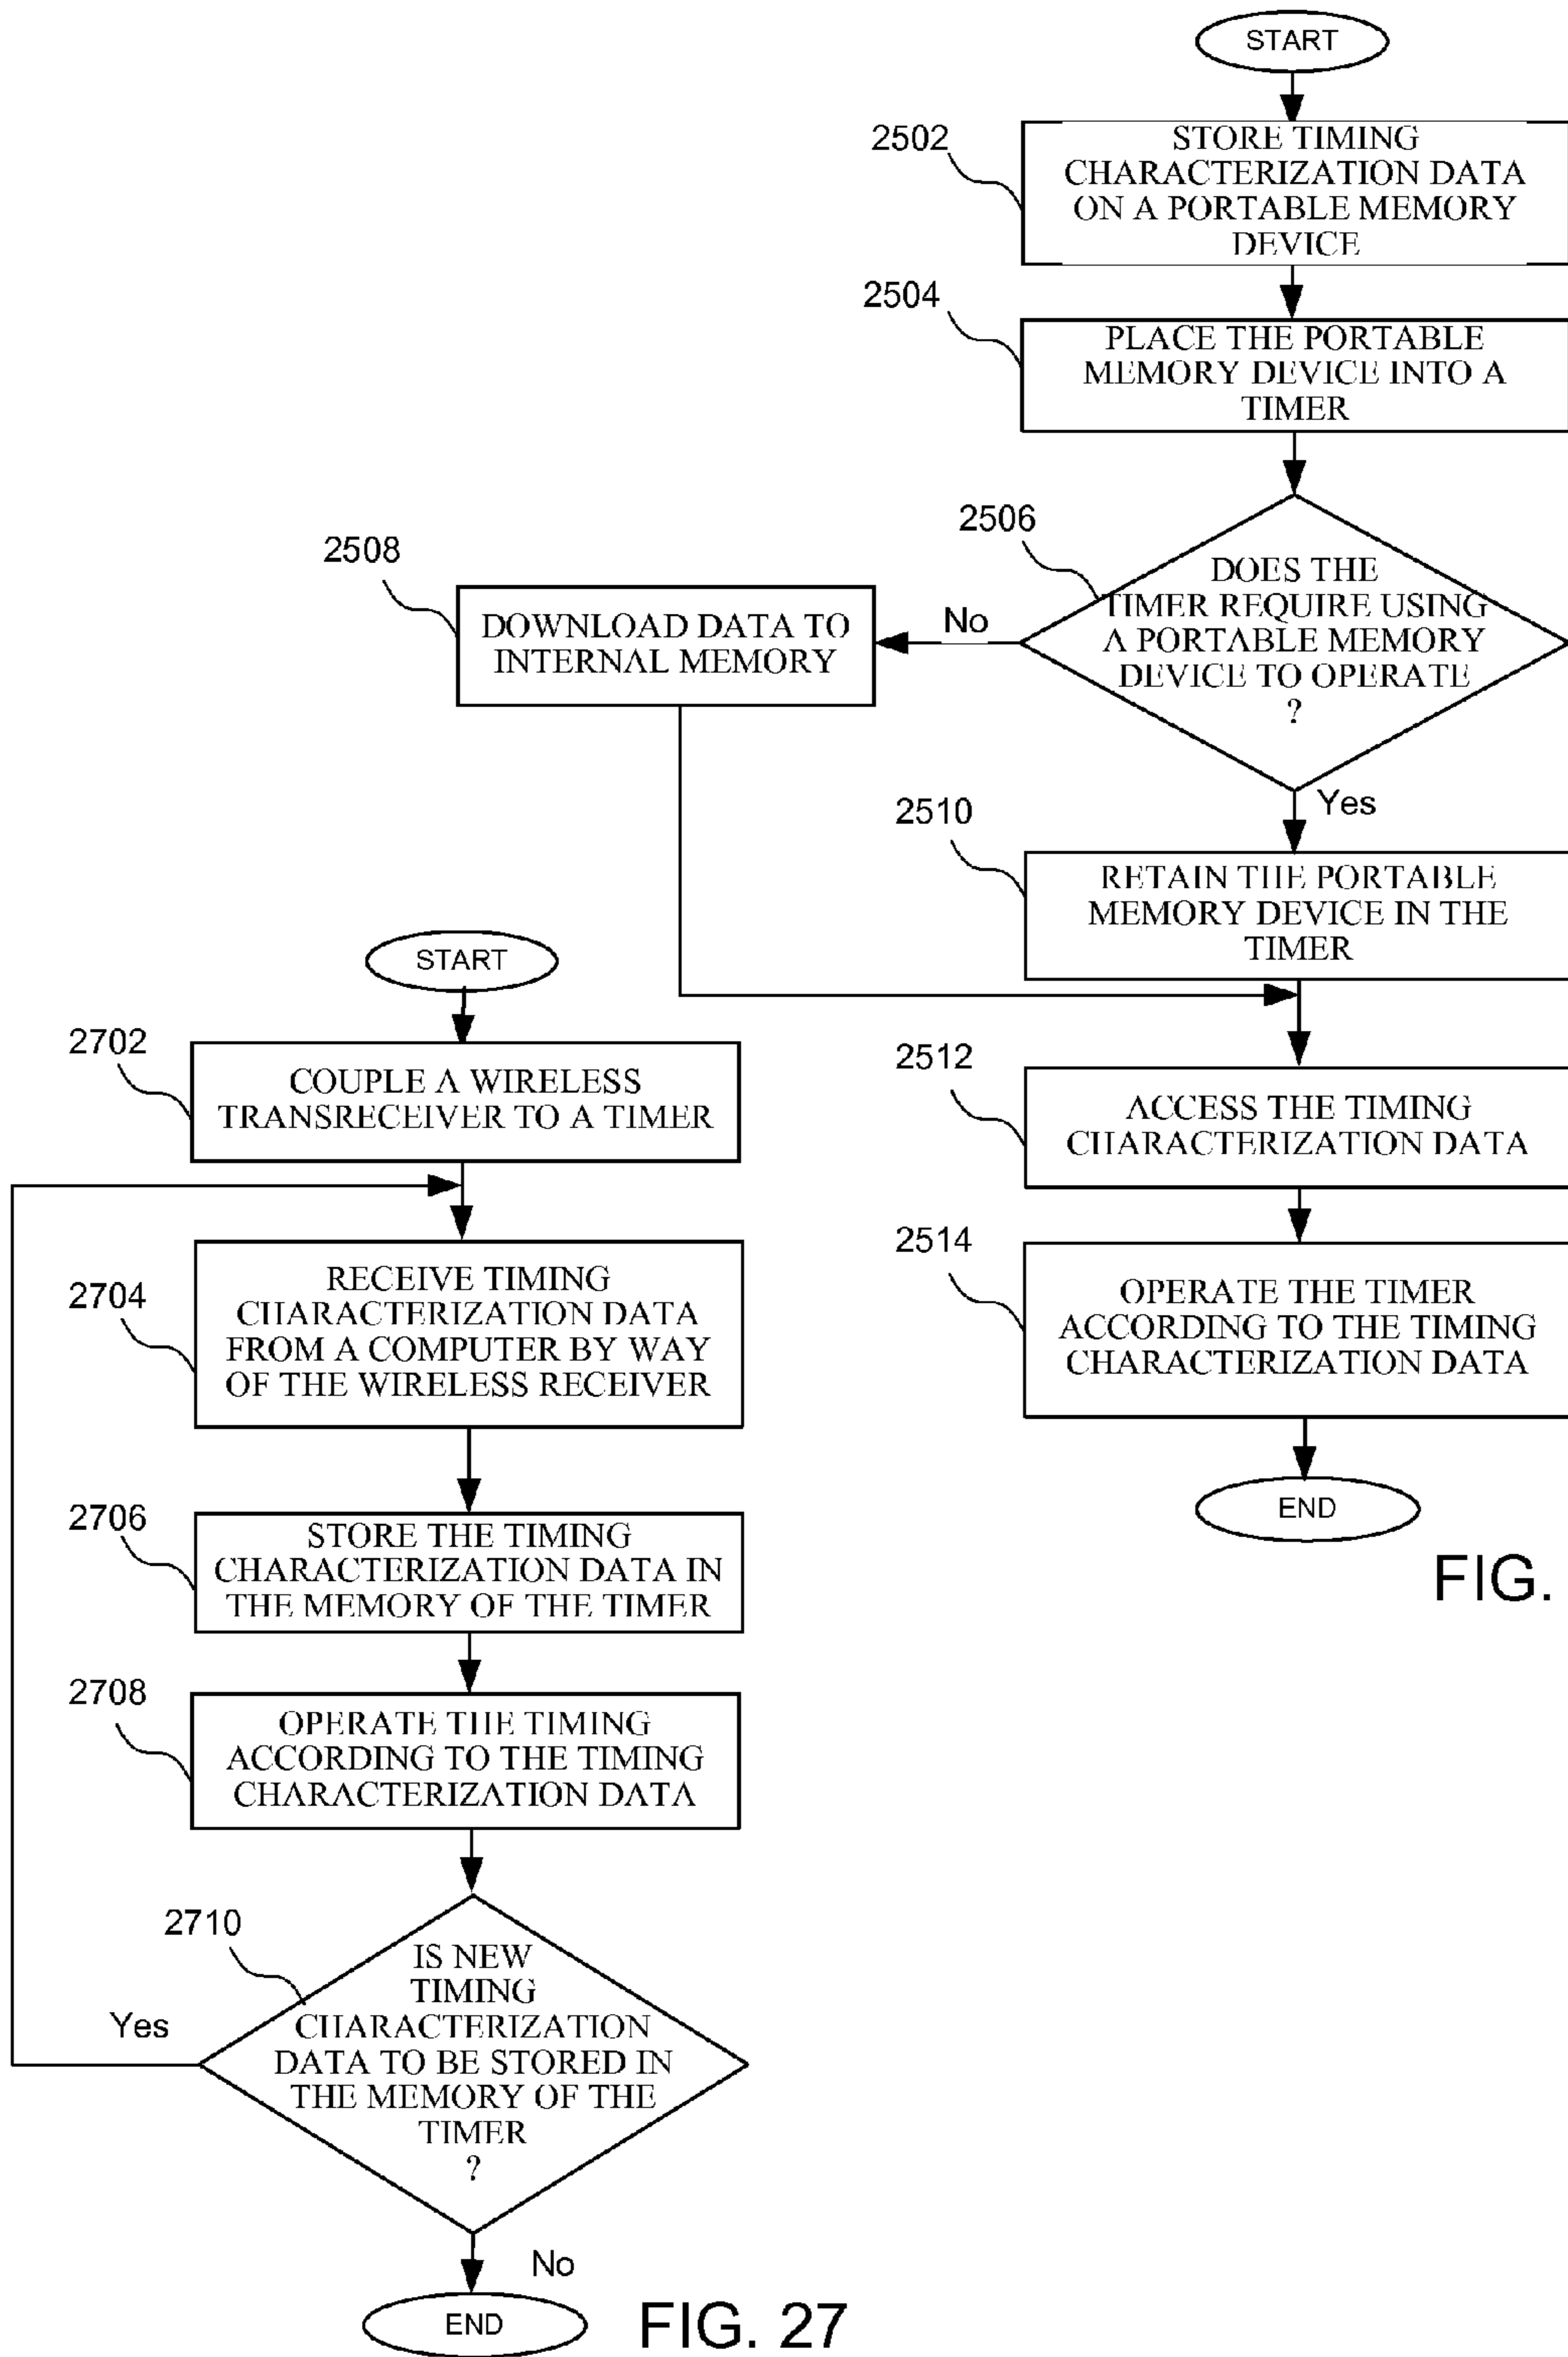 START
2502
STORE TIMING
CHARACTERIZATION DATA
ON A PORTABLE MEMORY
DEVICE
2504
PLACE THE PORTABLE
MEMORY DEVICE INTO A
TIMER
2506
DOES THE
TIMER REQUIRE USING
A PORTABLE MEMORY
DEVICE TO OPERATE
?
No
Yes
2508
DOWNLOAD DATA TO
INTERNAL MEMORY
2510
RETAIN THE PORTABLE
MEMORY DEVICE IN THE
TIMER
2512
ACCESS THE TIMING
CHARACTERIZATION DATA
2514
OPERATE THE TIMER
ACCORDING TO THE TIMING
CHARACTERIZATION DATA
END
FIG.
START
2702
COUPLE A WIRELESS
TRANSRECEIVER TO A TIMER
2704
RECEIVE TIMING
CHARACTERIZATION DATA
FROM A COMPUTER BY WAY
OF THE WIRELESS RECEIVER
2706
STORE THE TIMING
CHARACTERIZATION DATA IN
THE MEMORY OF THE TIMER
2708
OPERATE THE TIMING
ACCORDING TO THE TIMING
CHARACTERIZATION DATA
2710
IS NEW
TIMING
CHARACTERIZATION
DATA TO BE STORED IN
THE MEMORY OF THE
TIMER
?
Yes
No
END
FIG. 27